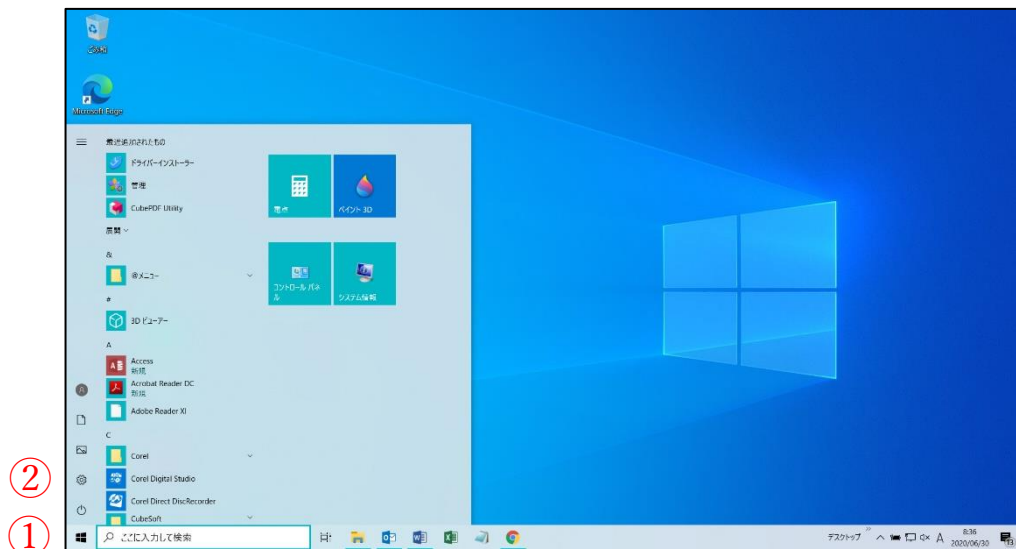 ごみ箱
Microsoft Edge
最近追加されたもの
ドライバーインストーラー
管理
CubePDF Utility
展開
&
@メニュー
#
3D ビューアー
A
Access
新規
Acrobat Reader DC
新規
Adobe Reader XI
C
Corel
Corel Digital Studio
Corel Direct DiscRecorder
CubeSoft
電卓
ペイント 3D
コントロール パネ
ル
システム情報
A
②
①
ここに入力して検索
デスクトップ
A
8:36
2020/06/30
13